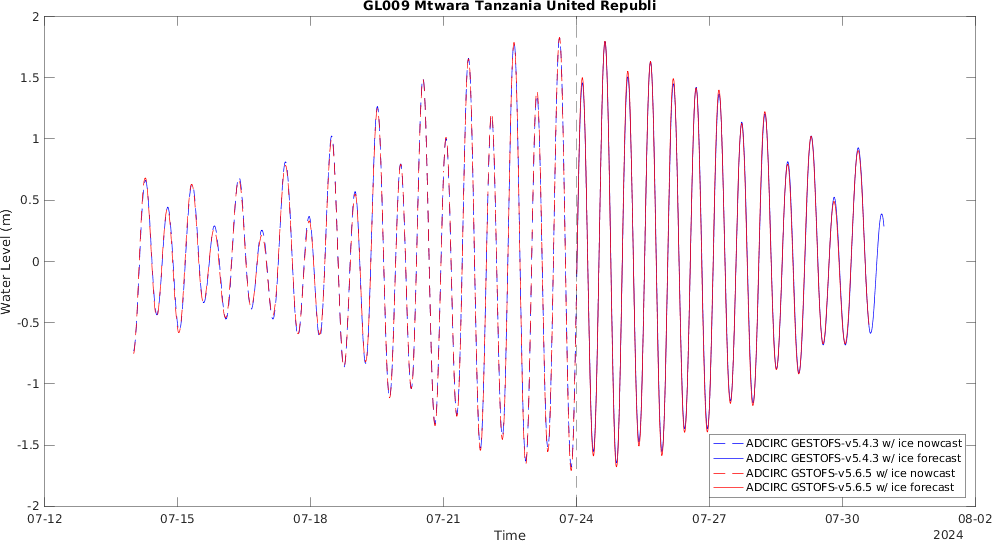 GL009 Mtwara Tanzania United Republi
2
1.5
1
0.5
0
-0.5
-1
-1.5
-2
Water Level (m)
ADCIRC GESTOFS-v5.4.3 w/ ice nowcast
ADCIRC GESTOFS-v5.4.3 w/ ice forecast
ADCIRC GSTOFS-v5.6.5 w/ ice nowcast
ADCIRC GSTOFS-v5.6.5 w/ ice forecast
07-12 07-15 07-18 07-21 07-24 07-27 07-30 08-02
Time
2024